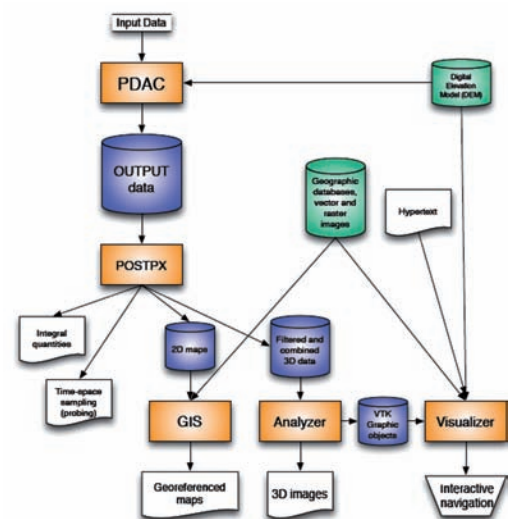 Input Data
PDAC
Digital
Elevation
Model (DEM)
OUTPUT
data
Geographic
databases,
vector and
raster
images
Hypertext
POSTPX
Integral
quantities
2D maps
Filtered and
combined
3D data
Time-space
sampling
(probing)
GIS
Analyzer
VTK
Graphic
objects
Visualizer
Georeferenced
maps
3D images
Interactive
navigation